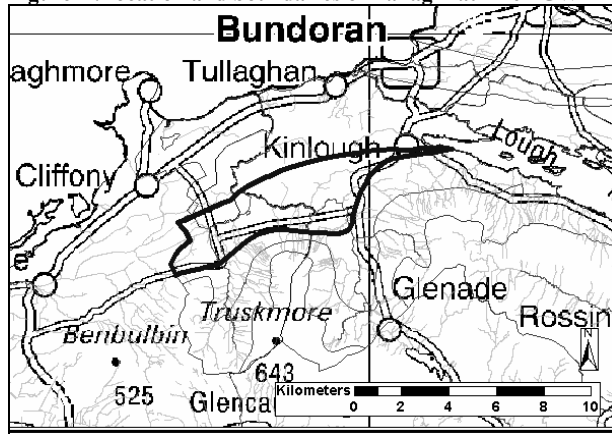 Bundoran
aghmore
Tullaghan
Kinlough
Lough
Cliffony
Glenade
Truskmore
Rossin
Benbulbin
643
525
Glenca
N
Kilometers
0 2 4 6 8 10